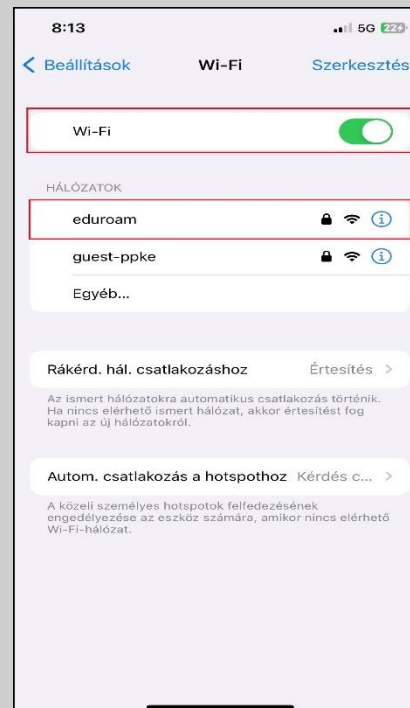 8:13 5G 22
Beállítások Wi-Fi Szerkesztés
Wi-Fi
HÁLÓZATOK
eduroam
guest-ppke
Egyéb...
Rákérd. hál. csatlakozáshoz Értesítés
Az ismert hálózatokra automatikus csatlakozás történik.
Ha nincs elérhető ismert hálózat, akkor értesítést fog
kapni az új hálózatokról.
Autom. csatlakozás a hotspothoz Kérdés c...
A közeli személyes hotspotok felfedezésének
engedélyezése az eszköz számára, amikor nincs elérhető
Wi-Fi-hálózat.